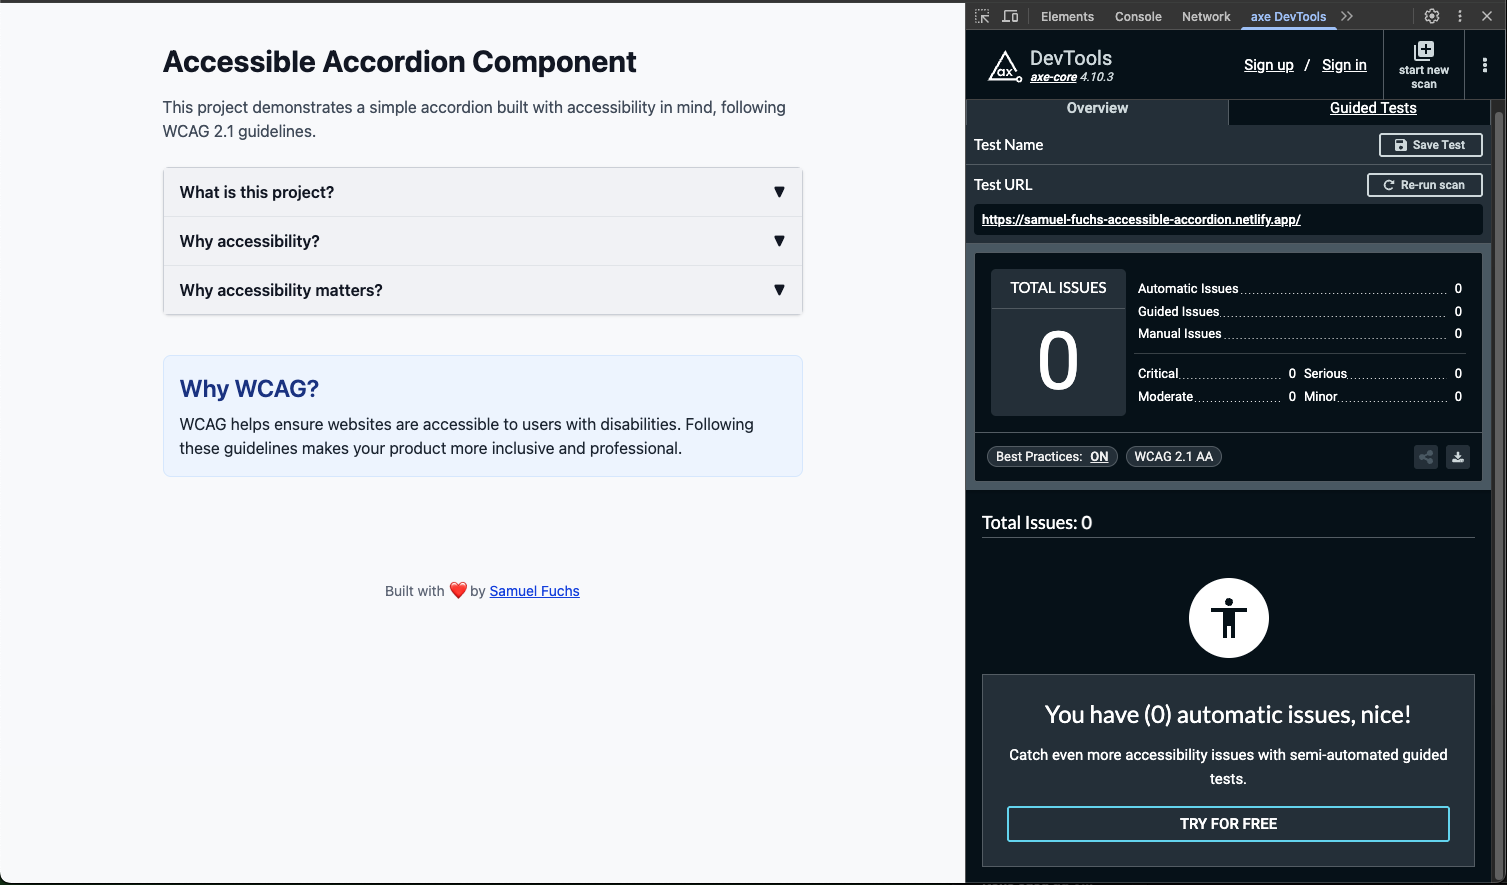 Accessible Accordion Component
This project demonstrates a simple accordion built with accessibility in mind, following
WCAG 2.1 guidelines.
What is this project? ▼
Why accessibility? ▼
Why accessibility matters? ▼
Why WCAG?
WCAG helps ensure websites are accessible to users with disabilities. Following
these guidelines makes your product more inclusive and professional.
Built with ❤️ by Samuel Fuchs
Elements Console Network axe DevTools
ax DevTools
axe-core 4.10.3
Sign up / Sign in
start new
scan
Overview Guided Tests
Test Name Save Test
Test URL Re-run scan
https://samuel-fuchs-accessible-accordion.netlify.app/
TOTAL ISSUES
0
Automatic Issues 0
Guided Issues 0
Manual Issues 0
Critical 0 Serious 0
Moderate 0 Minor 0
Best Practices: ON WCAG 2.1 AA
Total Issues: 0
You have (0) automatic issues, nice!
Catch even more accessibility issues with semi-automated guided
tests.
TRY FOR FREE